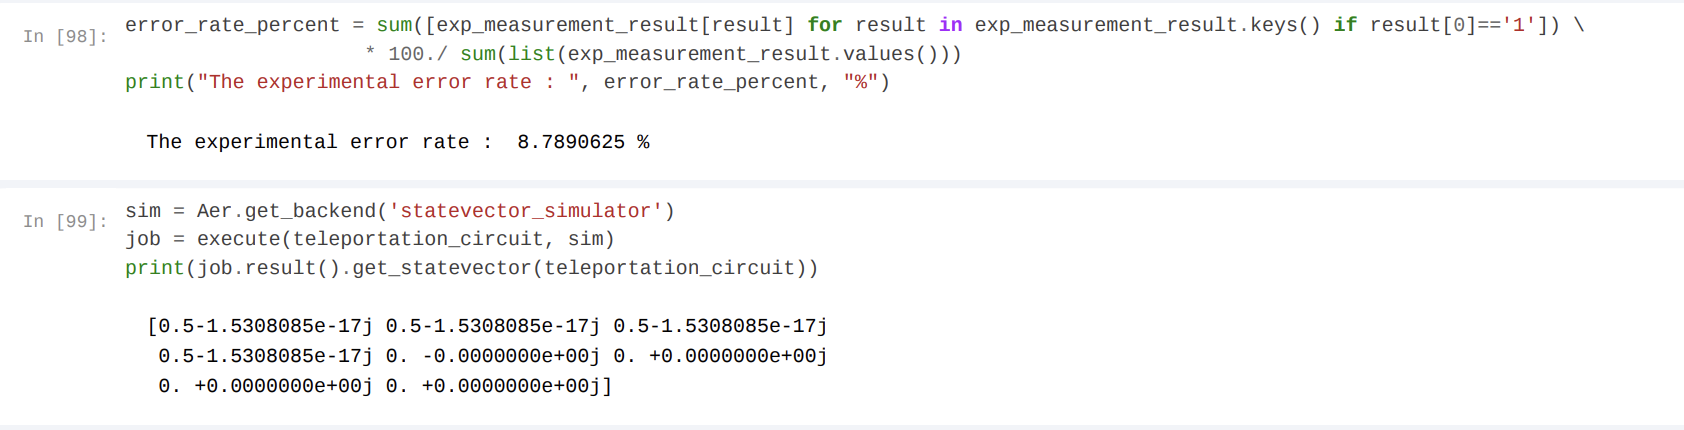 In [98]: error_rate_percent = sum([exp_measurement_result[result] for result in exp_measurement_result.keys() if result[0]=='1']) \
* 100./ sum(list(exp_measurement_result.values()))
print("The experimental error rate : ", error_rate_percent, "%")
The experimental error rate :  8.7890625 %
In [99]: sim = Aer.get_backend('statevector_simulator')
job = execute(teleportation_circuit, sim)
print(job.result().get_statevector(teleportation_circuit))
[0.5-1.5308085e-17j 0.5-1.5308085e-17j 0.5-1.5308085e-17j
0.5-1.5308085e-17j 0. -0.0000000e+00j 0. +0.0000000e+00j
0. +0.0000000e+00j 0. +0.0000000e+00j]